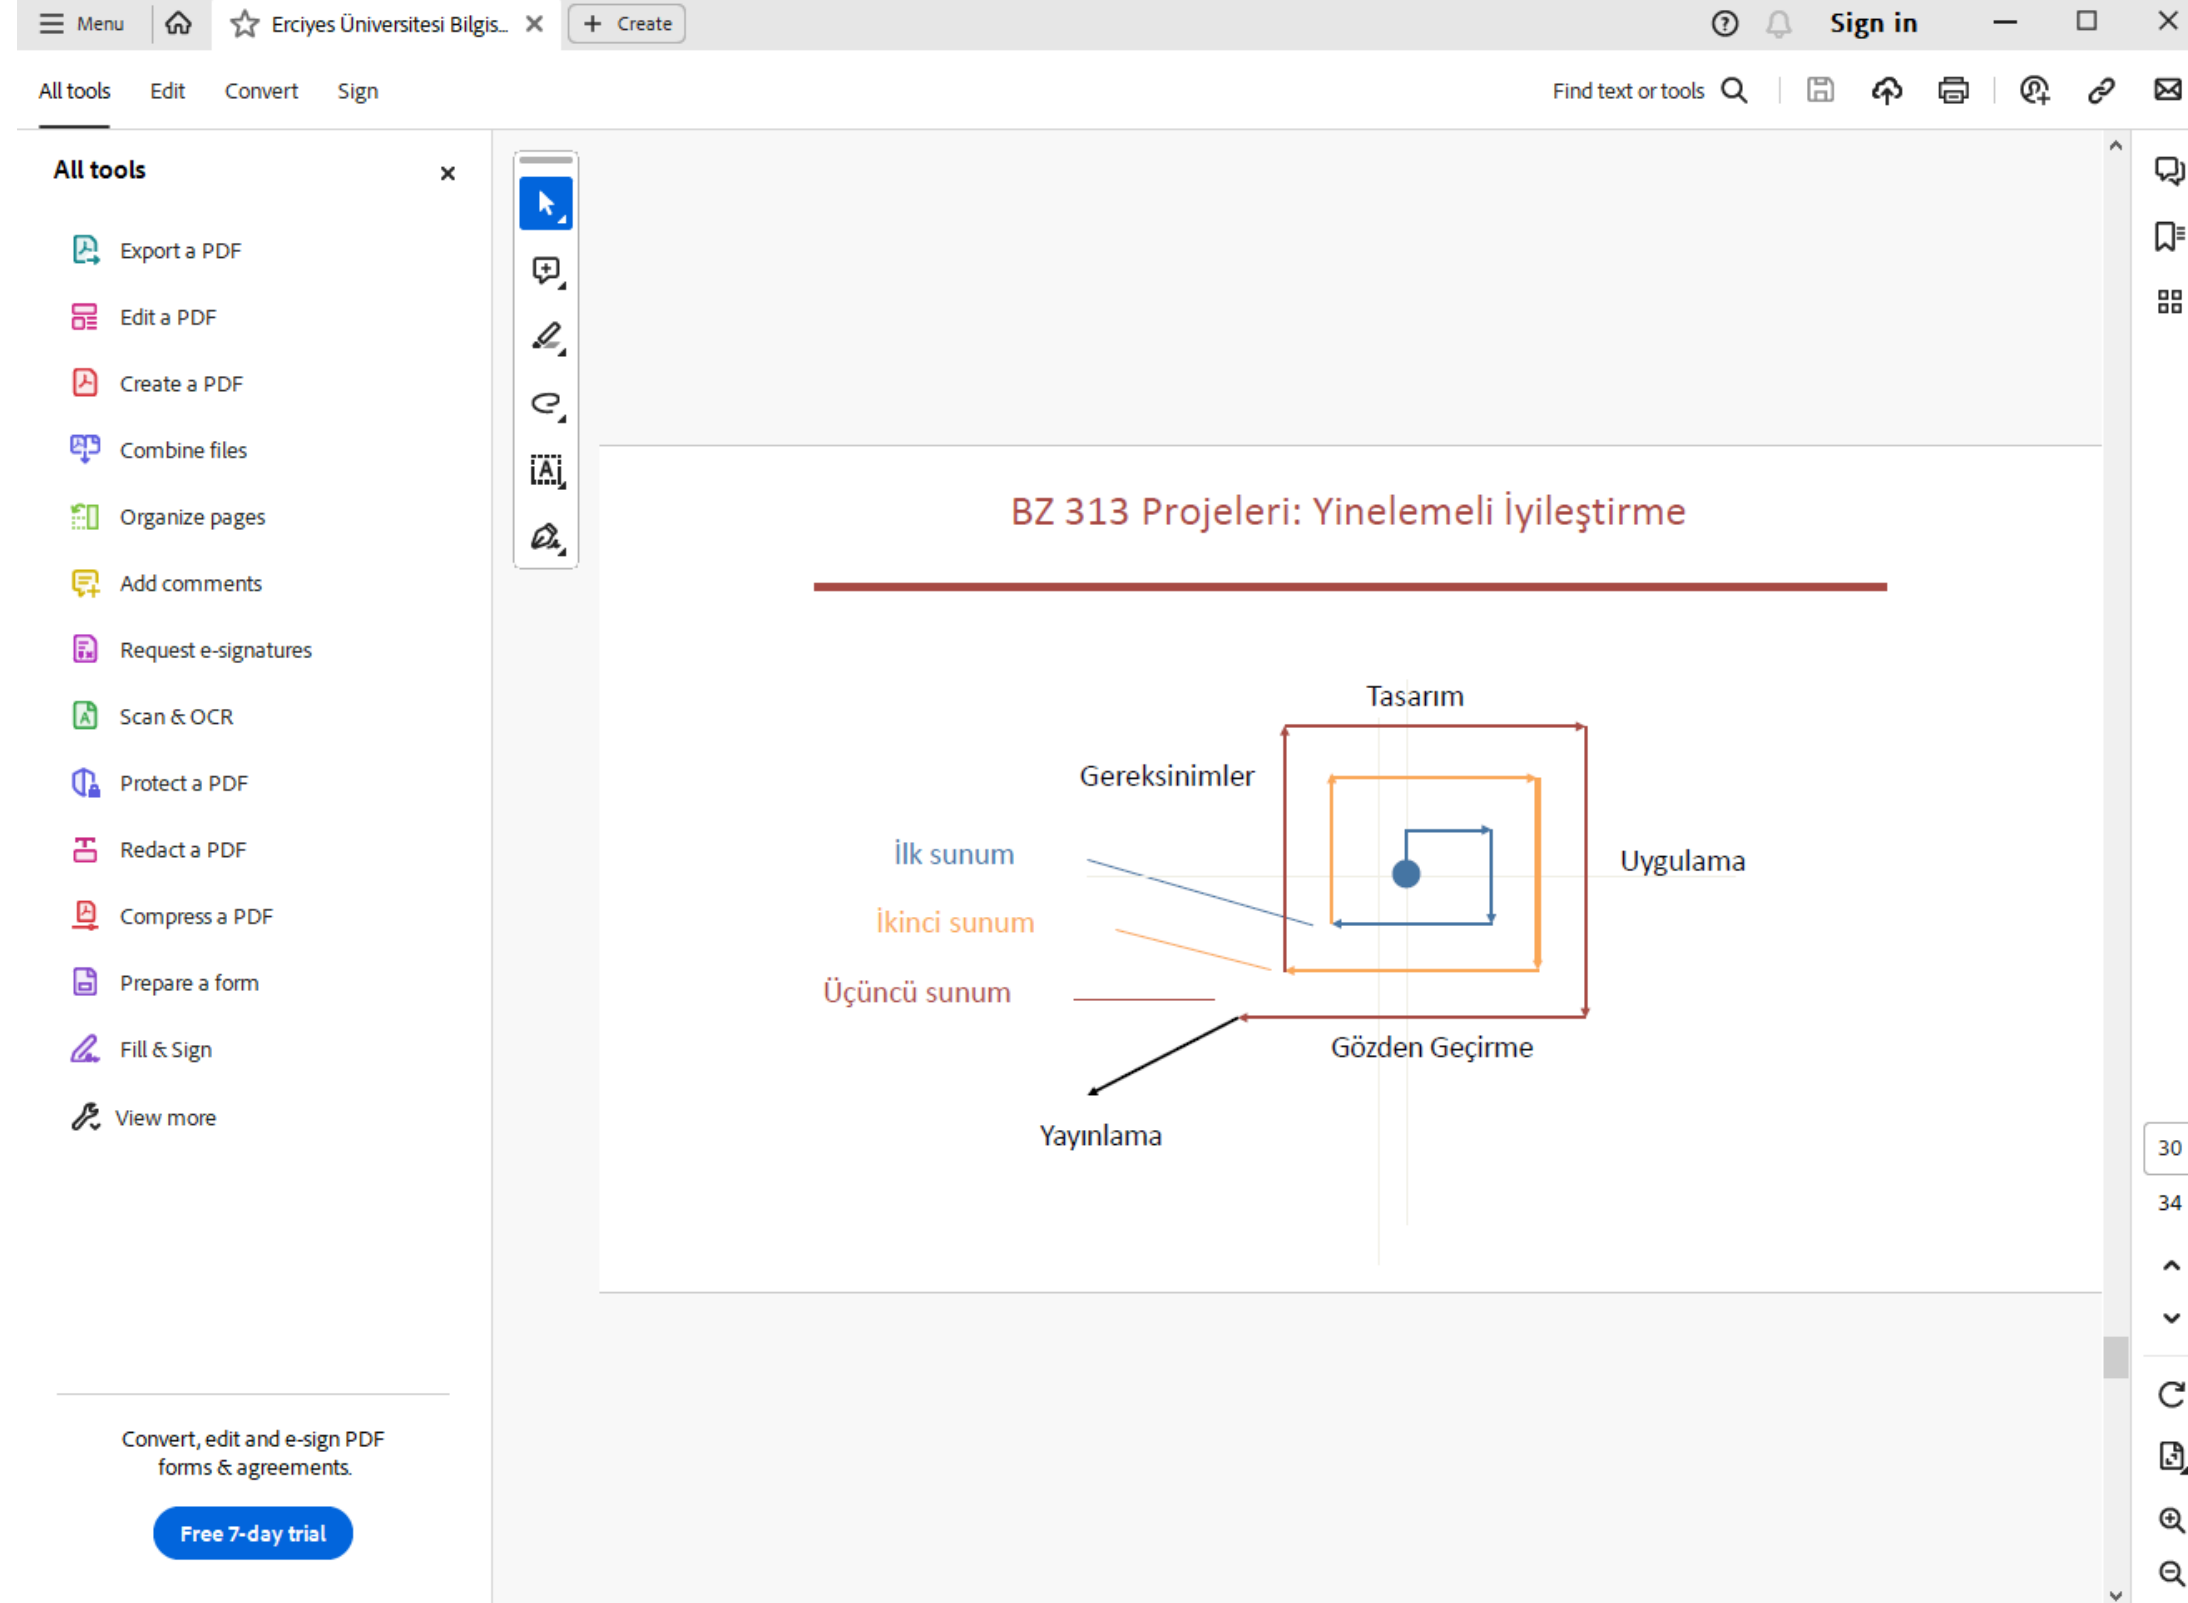 Menu
Erciyes Üniversitesi Bilgis...
Create
Sign in
All tools
Edit
Convert
Sign
Find text or tools
All tools
Export a PDF
Edit a PDF
Create a PDF
Combine files
Organize pages
Add comments
Request e-signatures
Scan & OCR
Protect a PDF
Redact a PDF
Compress a PDF
Prepare a form
Fill & Sign
View more
Convert, edit and e-sign PDF
forms & agreements.
Free 7-day trial
BZ 313 Projeleri: Yinelemeli İyileştirme
Tasarım
Gereksinimler
İlk sunum
Uygulama
İkinci sunum
Üçüncü sunum
Gözden Geçirme
Yayınlama
30
34